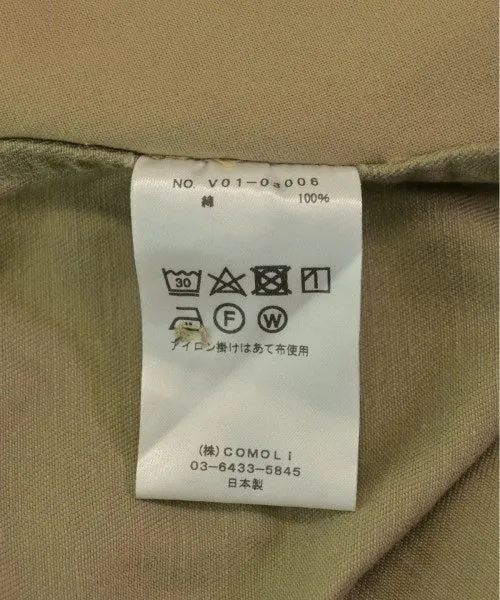 NO. V01-03006
綿 100%
30
F W
アイロン掛けはあて布使用
(株)COMOLI
03-6433-5845
日本製